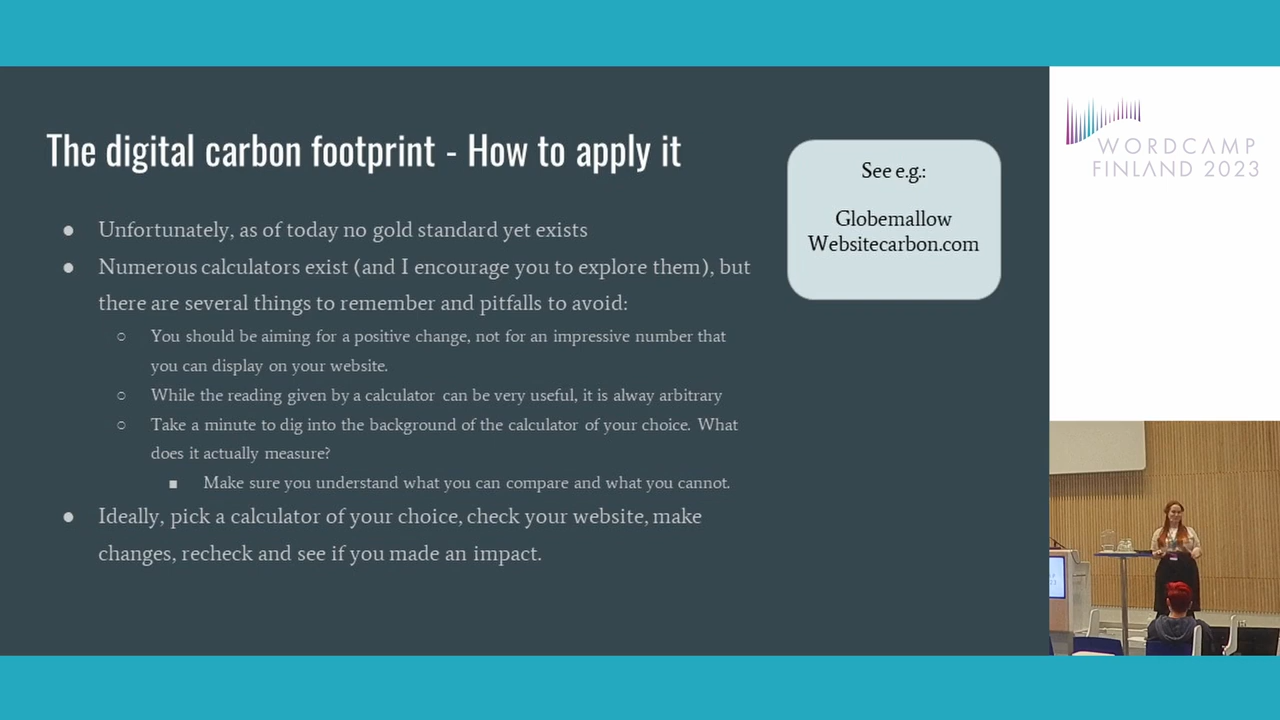 The digital carbon footprint - How to apply it
● Unfortunately, as of today no gold standard yet exists
● Numerous calculators exist (and I encourage you to explore them), but
there are several things to remember and pitfalls to avoid:
○ You should be aiming for a positive change, not for an impressive number that
you can display on your website.
○ While the reading given by a calculator can be very useful, it is alway arbitrary
○ Take a minute to dig into the background of the calculator of your choice. What
does it actually measure?
■ Make sure you understand what you can compare and what you cannot.
● Ideally, pick a calculator of your choice, check your website, make
changes, recheck and see if you made an impact.
See e.g.:
Globemallow
Websitecarbon.com
WORDCAMP
FINLAND 2023